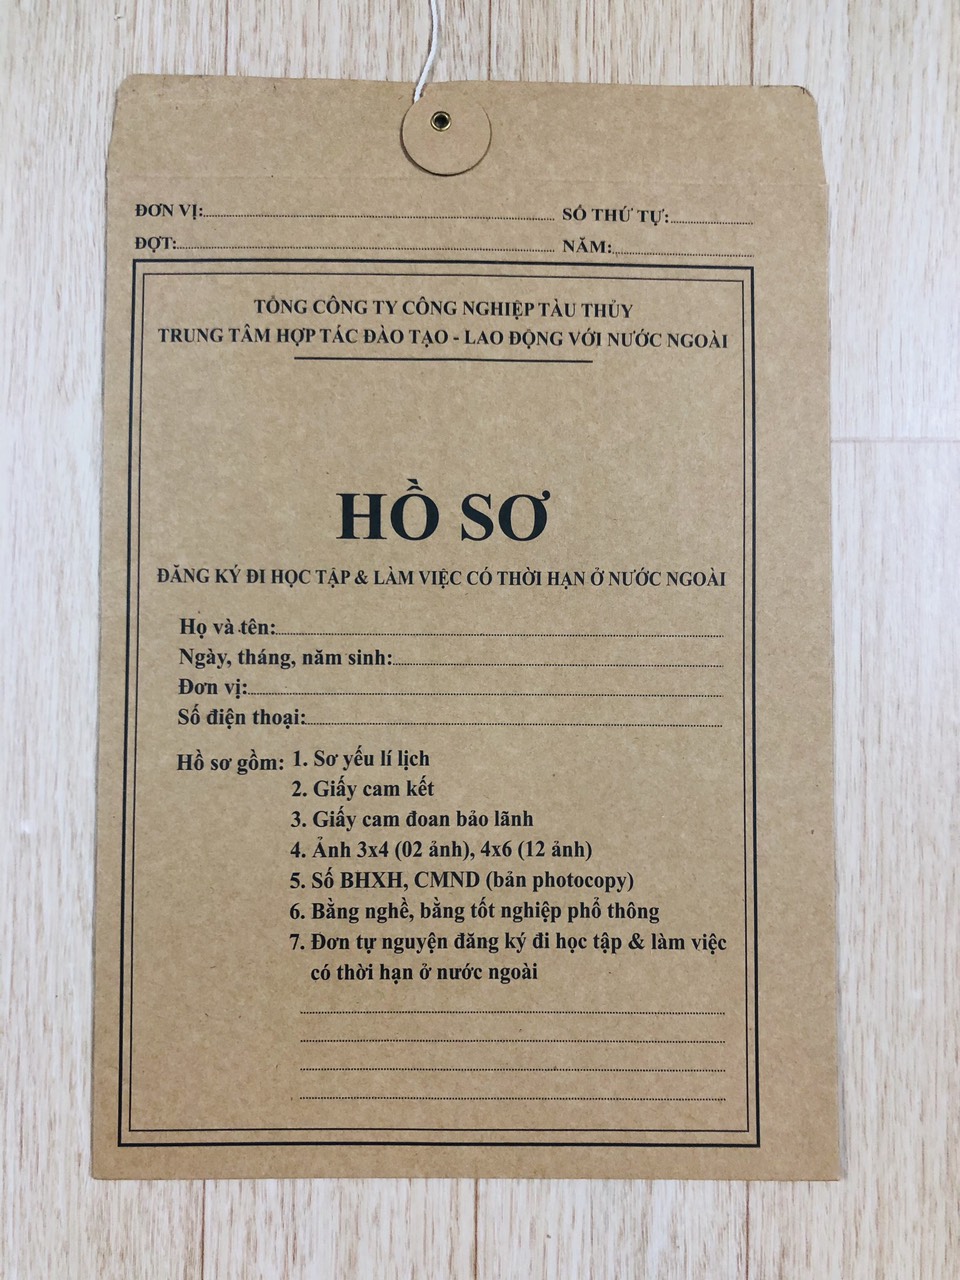 ĐƠN VỊ:
SỐ THỨ TỰ:
ĐỢT:
NĂM:
TỔNG CÔNG TY CÔNG NGHIỆP TÀU THỦY
TRUNG TÂM HỢP TÁC ĐÀO TẠO - LAO ĐỘNG VỚI NƯỚC NGOÀI
HỒ SƠ
ĐĂNG KÝ ĐI HỌC TẬP & LÀM VIỆC CÓ THỜI HẠN Ở NƯỚC NGOÀI
Họ và tên:
Ngày, tháng, năm sinh:
Đơn vị:
Số điện thoại:
Hồ sơ gồm: 1. Sơ yếu lí lịch
2. Giấy cam kết
3. Giấy cam đoan bảo lãnh
4. Ảnh 3x4 (02 ảnh), 4x6 (12 ảnh)
5. Số BHXH, CMND (bản photocopy)
6. Bằng nghề, bằng tốt nghiệp phổ thông
7. Đơn tự nguyện đăng ký đi học tập & làm việc
có thời hạn ở nước ngoài